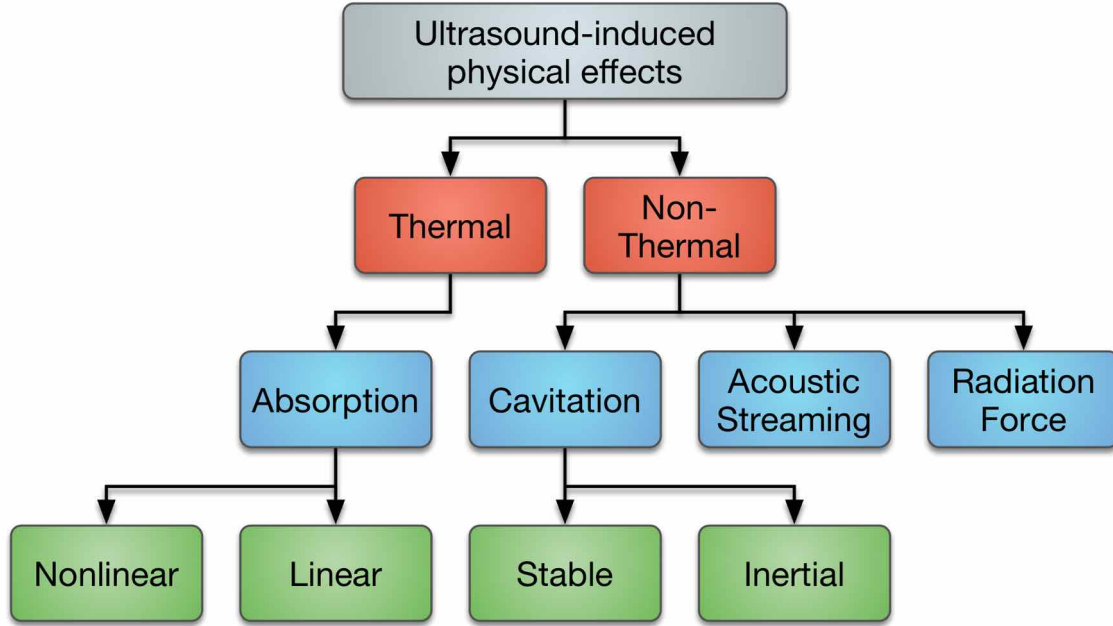 Ultrasound-induced
physical effects
Thermal
Non-
Thermal
Absorption
Cavitation
Acoustic
Streaming
Radiation
Force
Nonlinear
Linear
Stable
Inertial